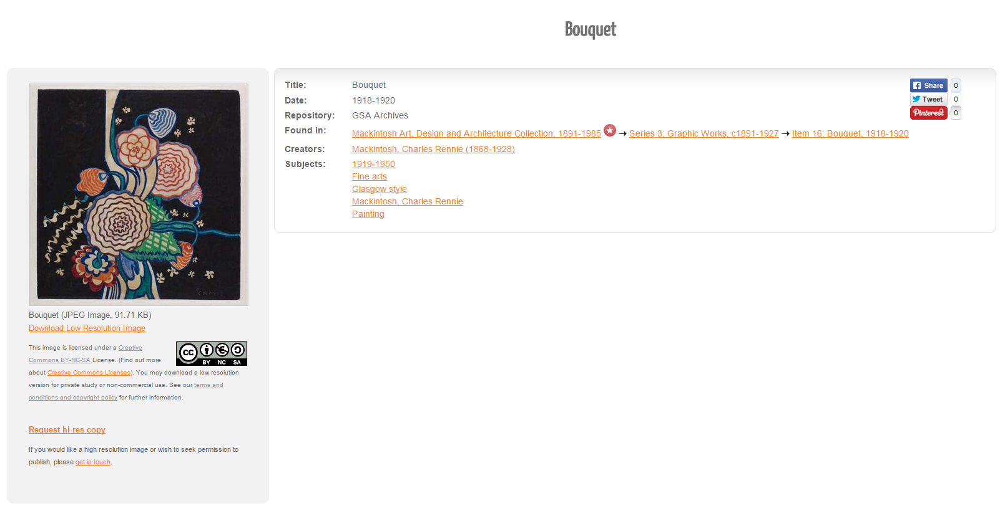 Bouquet
Title: Bouquet
Date: 1918-1920
Repository: GSA Archives
Found in: Mackintosh Art, Design and Architecture Collection, 1891-1985 ➝ Series 3: Graphic Works, c1891-1927 ➝ Item 16: Bouquet, 1918-1920
Creators: Mackintosh, Charles Rennie (1868-1928)
Subjects: 1919-1950
Fine arts
Glasgow style
Mackintosh, Charles Rennie
Painting
Share 0
Tweet 0
Pinterest 0
Bouquet (JPEG Image, 91.71 KB)
Download Low Resolution Image
This image is licensed under a Creative
Commons BY-NC-SA License. (Find out more
about Creative Commons Licenses). You may download a low resolution
version for private study or non-commercial use. See our terms and
conditions and copyright policy for further information.
cc BY NC SA
Request hi-res copy
If you would like a high resolution image or wish to seek permission to
publish, please get in touch.